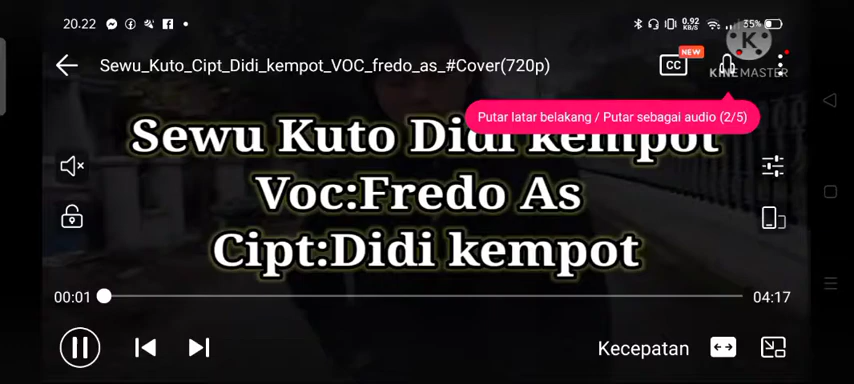 20.22
0.92 KB/S
35%
Sewu_Kuto_Cipt_Didi_kempot_VOC_fredo_as_#Cover(720p)
CC
NEW
K
KINEMASTER
Putar latar belakang / Putar sebagai audio (2/5)
Sewu Kuto Didi kempot
Voc:Fredo As
Cipt:Didi kempot
00:01
04:17
Kecepatan